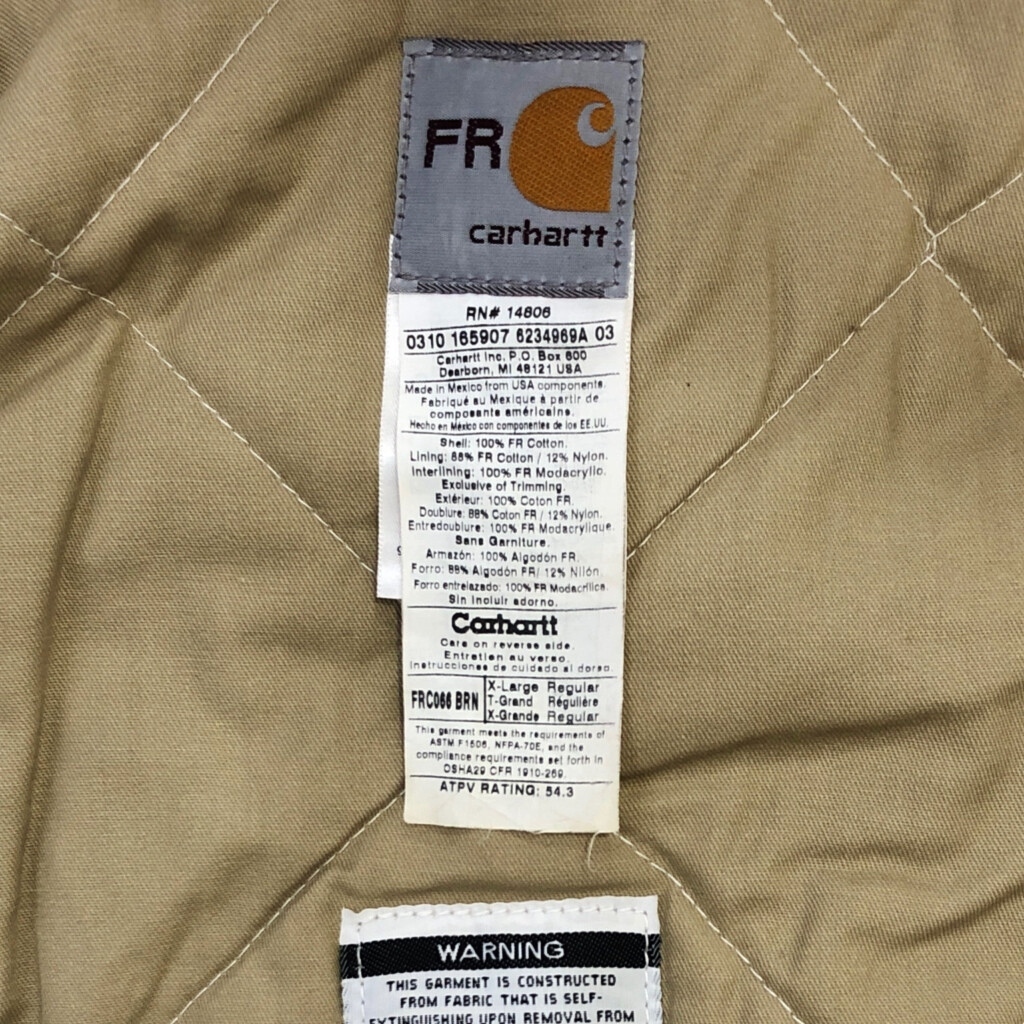 FR
carhartt
RN# 14806
0310 165907 6234969A 03
Carhartt Inc. P.O. Box 600
Dearborn, MI 48121 USA
Made in Mexico from USA components.
Fabriqué au Mexique à partir de
composants américains.
Hecho en México con componentes de los EE.UU.
Shell: 100% FR Cotton.
Lining: 88% FR Cotton / 12% Nylon.
Interlining: 100% FR Modacrylic.
Exclusive of Trimming.
Extérieur: 100% Coton FR.
Doublure: 88% Coton FR / 12% Nylon.
Entredoublure: 100% FR Modacrylique.
Sans Garniture.
Armazón: 100% Algodón FR.
Forro: 88% Algodón FR/ 12% Nilón.
Forro entrelazado: 100% FR Modacrílica.
Sin incluir adorno.
Carhartt
Care on reverse side.
Entretien au verso.
Instrucciones de cuidado al dorso.
FRC066 BRN
X-Large Regular
T-Grand Régulière
X-Grande Regular
This garment meets the requirements of
ASTM F1506, NFPA-70E, and the
compliance requirements set forth in
OSHA29 CFR 1910-269.
ATPV RATING: 54.3
WARNING
THIS GARMENT IS CONSTRUCTED
FROM FABRIC THAT IS SELF-
EXTINGUISHING UPON REMOVAL FROM